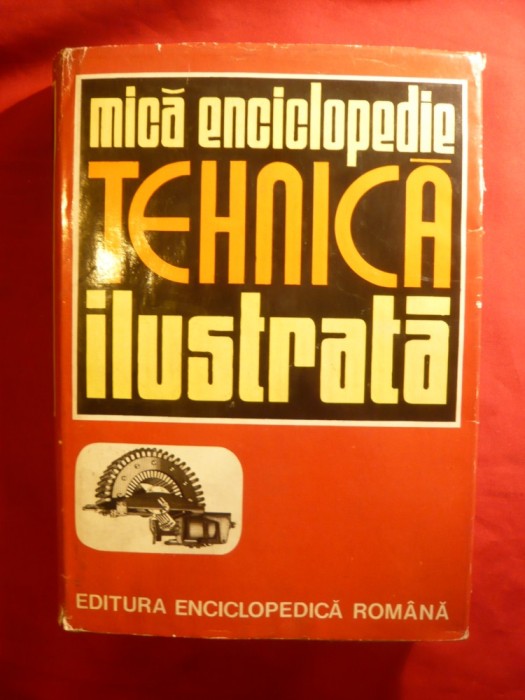 mică enciclopedie
TEHNICĂ
ilustrată
EDITURA ENCICLOPEDICĂ ROMÂNĂ